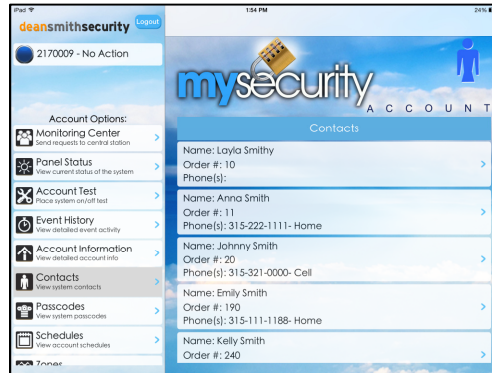 iPad
1:54 PM
24%
deansmithsecurity
Logout
2170009 - No Action
Account Options:
Monitoring Center
Send requests to central station
Panel Status
View current status of the system
Account Test
Place system on/off test
Event History
View detailed event activity
Account Information
View detailed account info
Contacts
View system contacts
Passcodes
View system passcodes
Schedules
View account schedules
Zones
mysecurity
ACCOUNT
Contacts
Name: Layla Smithy
Order #: 10
Phone(s):
Name: Anna Smith
Order #: 11
Phone(s): 315-222-1111- Home
Name: Johnny Smith
Order #: 20
Phone(s): 315-321-0000- Cell
Name: Emily Smith
Order #: 190
Phone(s): 315-111-1188- Home
Name: Kelly Smith
Order #: 240